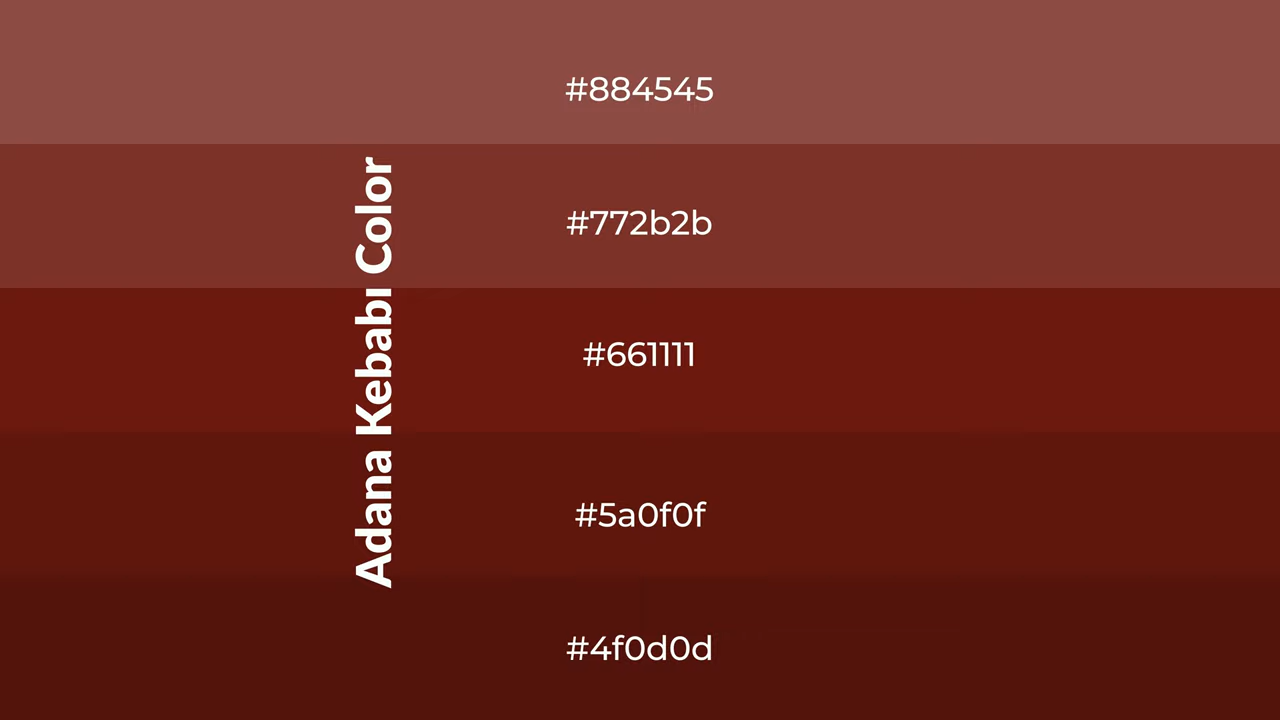 Adana Kebabı Color
#884545
#772b2b
#661111
#5a0f0f
#4f0d0d